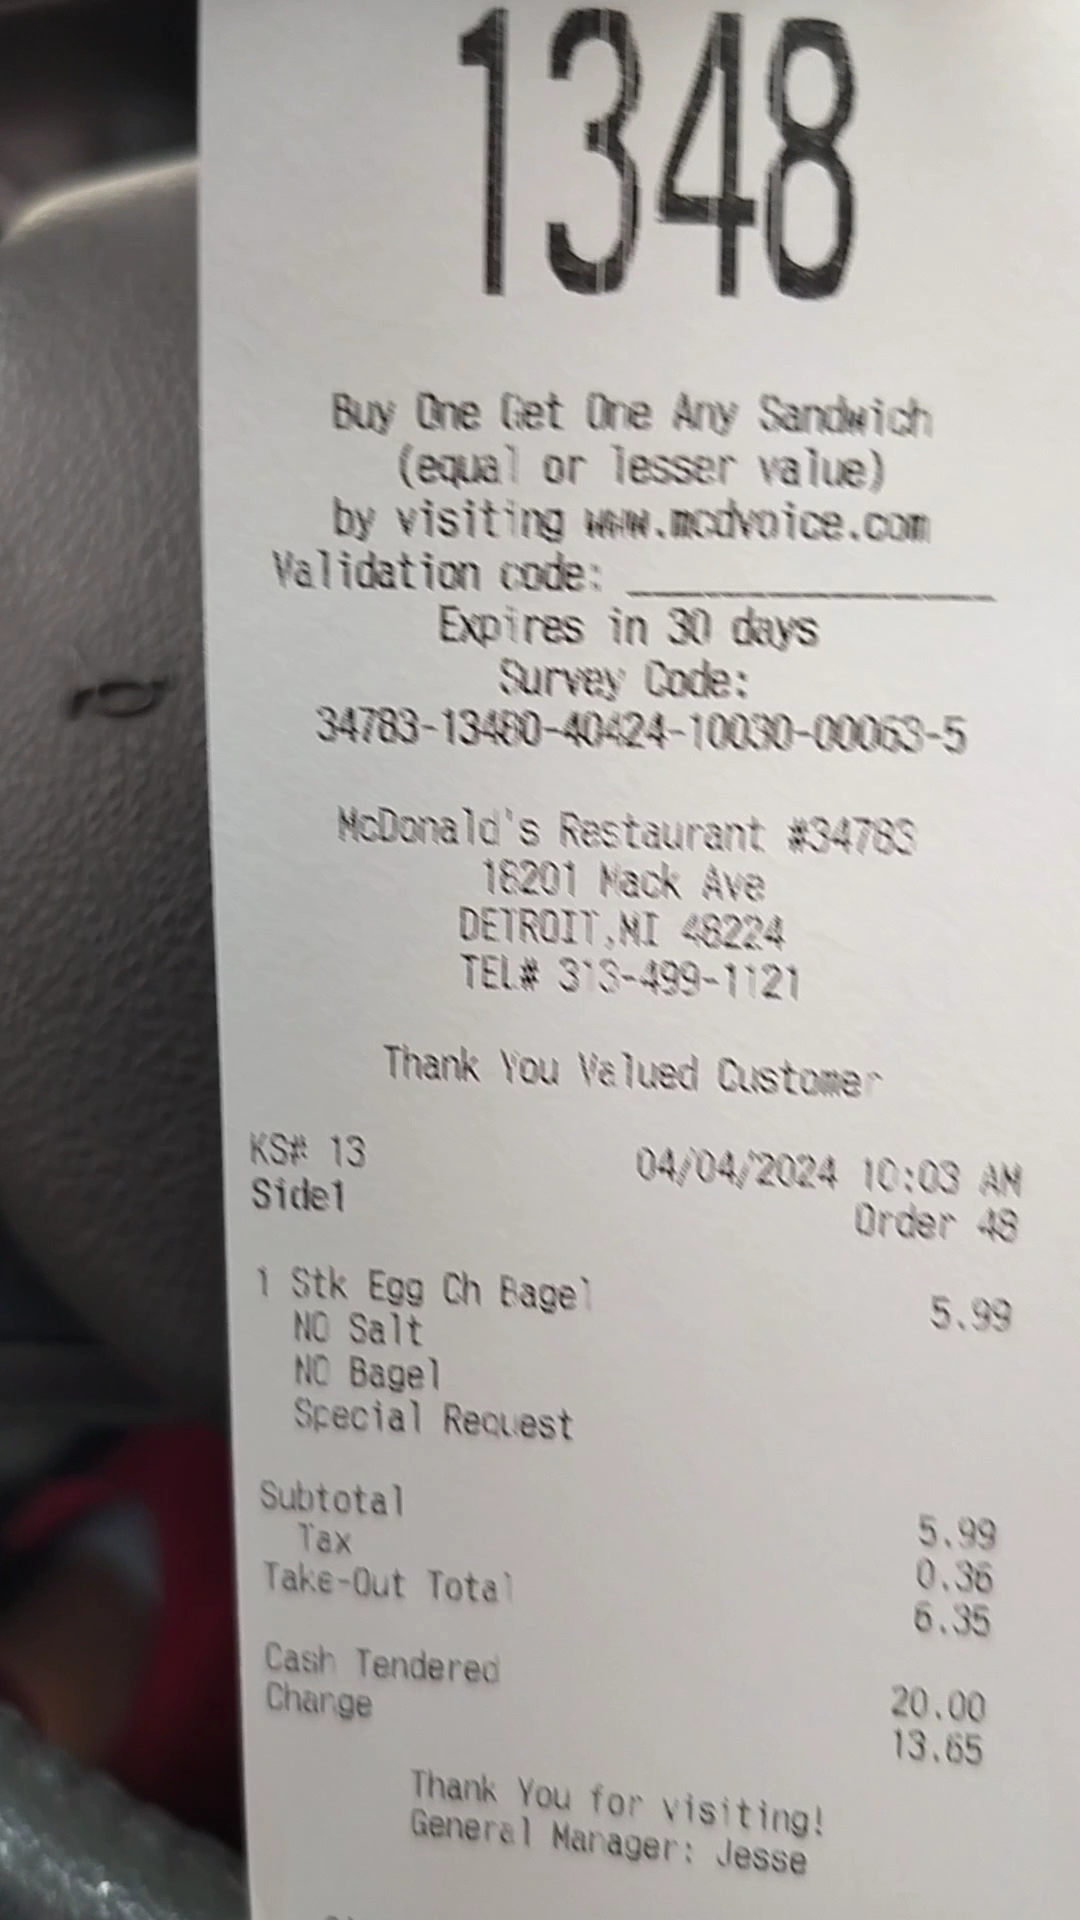 1348
Buy One Get One Any Sandwich
(equal or lesser value)
by visiting www.mcdvoice.com
Validation code: ______________
Expires in 30 days
Survey Code:
34783-13480-40424-10030-00063-5
McDonald's Restaurant #34783
18201 Mack Ave
DETROIT,MI 48224
TEL# 313-499-1121
Thank You Valued Customer
KS# 13 04/04/2024 10:03 AM
Side1 Order 48
1 Stk Egg Ch Bagel 5.99
NO Salt
NO Bagel
Special Request
Subtotal 5.99
Tax 0.36
Take-Out Total 6.35
Cash Tendered 20.00
Change 13.65
Thank You for visiting!
General Manager: Jesse